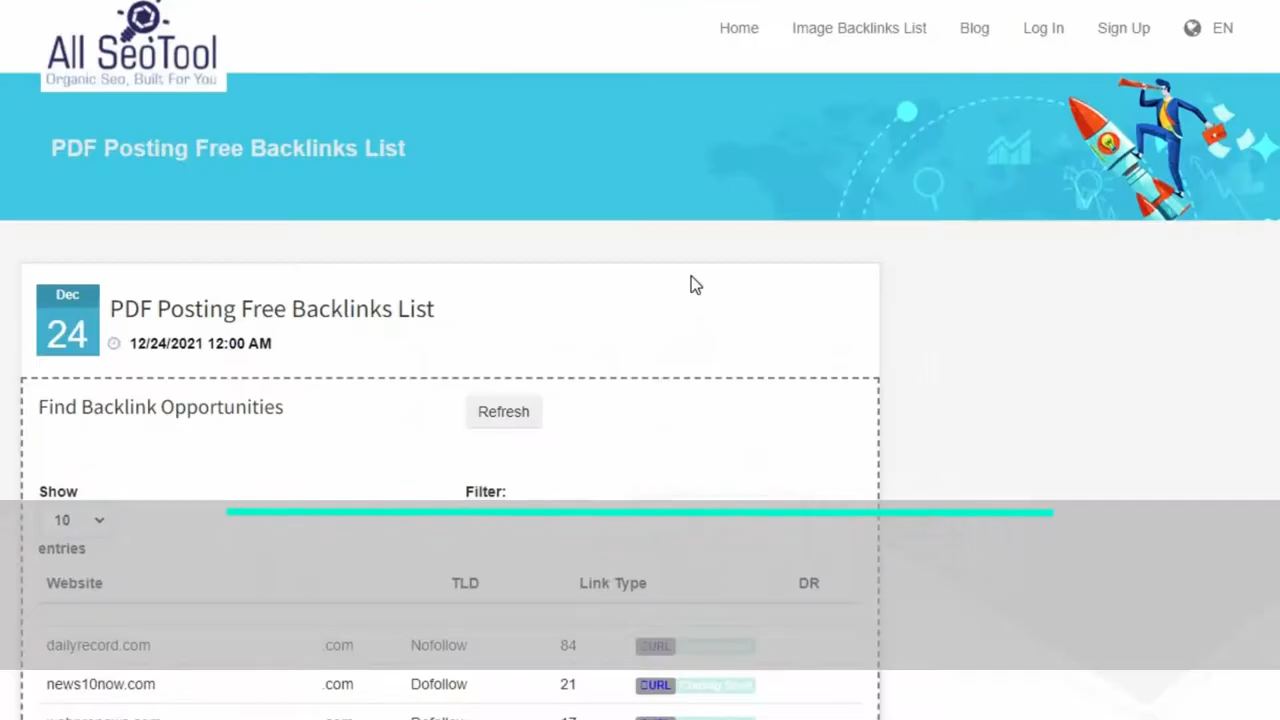 All SeoTool
Organic Seo, Built For You
Home Image Backlinks List Blog Log In Sign Up EN
PDF Posting Free Backlinks List
Dec
24
PDF Posting Free Backlinks List
12/24/2021 12:00 AM
Find Backlink Opportunities
Refresh
Show
Filter:
10
entries
Website TLD Link Type DR
dailyrecord.com .com Nofollow 84 CURL
news10now.com .com Dofollow 21 CURL